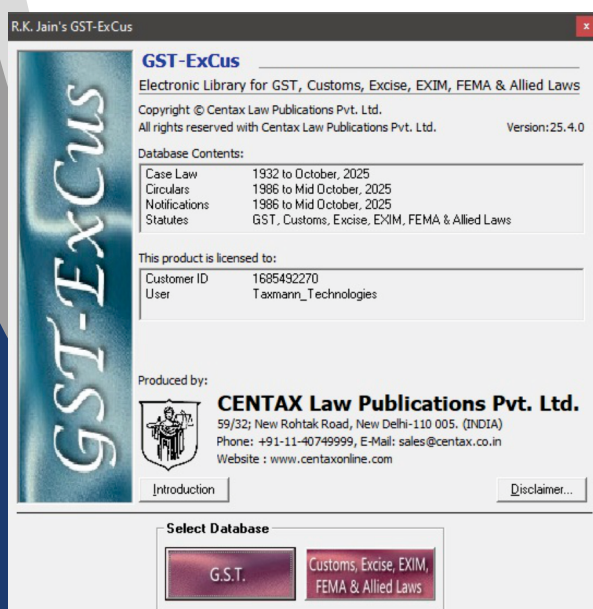 R.K. Jain's GST-ExCus
x
GST-ExCus
GST-ExCus
Electronic Library for GST, Customs, Excise, EXIM, FEMA & Allied Laws
Copyright © Centax Law Publications Pvt. Ltd.
All rights reserved with Centax Law Publications Pvt. Ltd. Version:25.4.0
Database Contents:
Case Law 1932 to October, 2025
Circulars 1986 to Mid October, 2025
Notifications 1986 to Mid October, 2025
Statutes GST, Customs, Excise, EXIM, FEMA & Allied Laws
This product is licensed to:
Customer ID 1685492270
User Taxmann_Technologies
Produced by:
CENTAX Law Publications Pvt. Ltd.
59/32; New Rohtak Road, New Delhi-110 005. (INDIA)
Phone: +91-11-40749999, E-Mail: sales@centax.co.in
Website : www.centaxonline.com
Introduction Disclaimer...
Select Database
G.S.T.
Customs, Excise, EXIM,
FEMA & Allied Laws